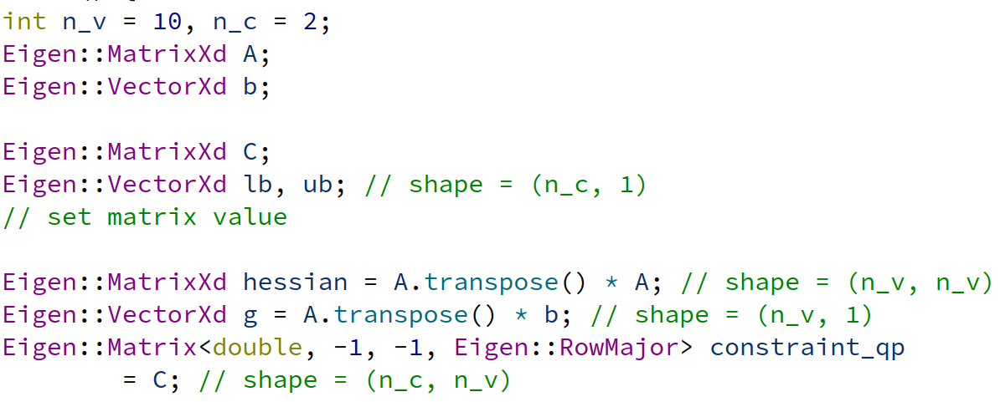 int n_v = 10, n_c = 2;
Eigen::MatrixXd A;
Eigen::VectorXd b;
Eigen::MatrixXd C;
Eigen::VectorXd lb, ub; // shape = (n_c, 1)
// set matrix value
Eigen::MatrixXd hessian = A.transpose() * A; // shape = (n_v, n_v)
Eigen::VectorXd g = A.transpose() * b; // shape = (n_v, 1)
Eigen::Matrix<double, -1, -1, Eigen::RowMajor> constraint_qp
= C; // shape = (n_c, n_v)